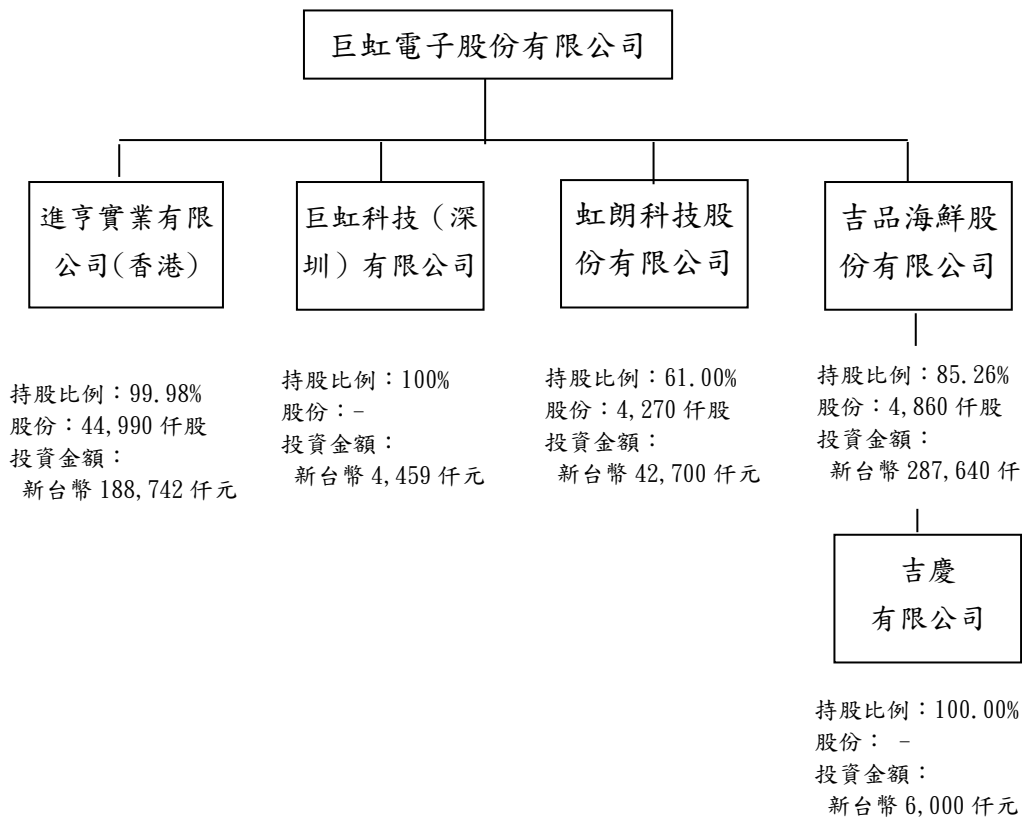 巨虹電子股份有限公司
進亨實業有限
公司(香港)
巨虹科技（深
圳）有限公司
虹朗科技股
份有限公司
吉品海鮮股
份有限公司
持股比例：99.98%
股份：44,990 仟股
投資金額：
新台幣 188,742 仟元
持股比例：100%
股份：-
投資金額：
新台幣 4,459 仟元
持股比例：61.00%
股份：4,270 仟股
投資金額：
新台幣 42,700 仟元
持股比例：85.26%
股份：4,860 仟股
投資金額：
新台幣 287,640 仟
吉慶
有限公司
持股比例：100.00%
股份： -
投資金額：
新台幣 6,000 仟元